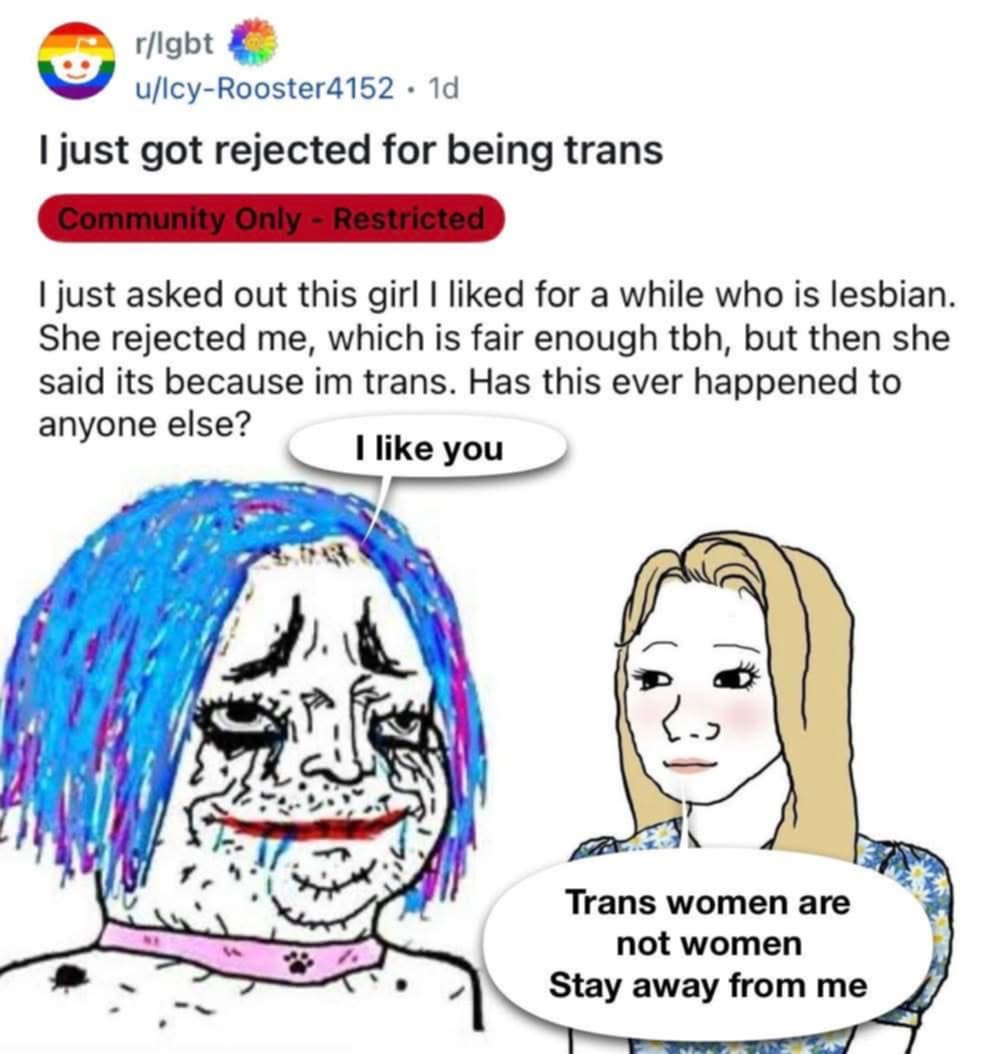 r/lgbt
u/Icy-Rooster4152 • 1d
I just got rejected for being trans
Community Only - Restricted
I just asked out this girl I liked for a while who is lesbian.
She rejected me, which is fair enough tbh, but then she
said its because im trans. Has this ever happened to
anyone else?
I like you
Trans women are
not women
Stay away from me